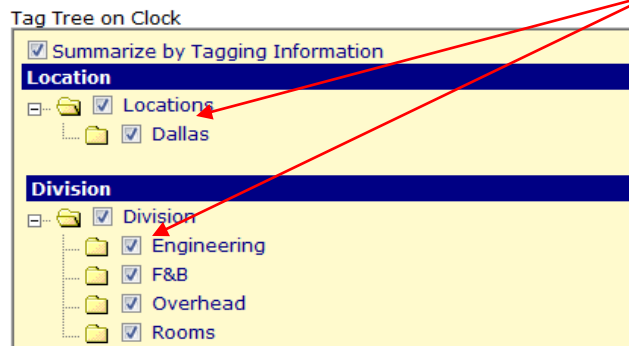 Tag Tree on Clock
Summarize by Tagging Information
Location
Locations
Dallas
Division
Division
Engineering
F&B
Overhead
Rooms